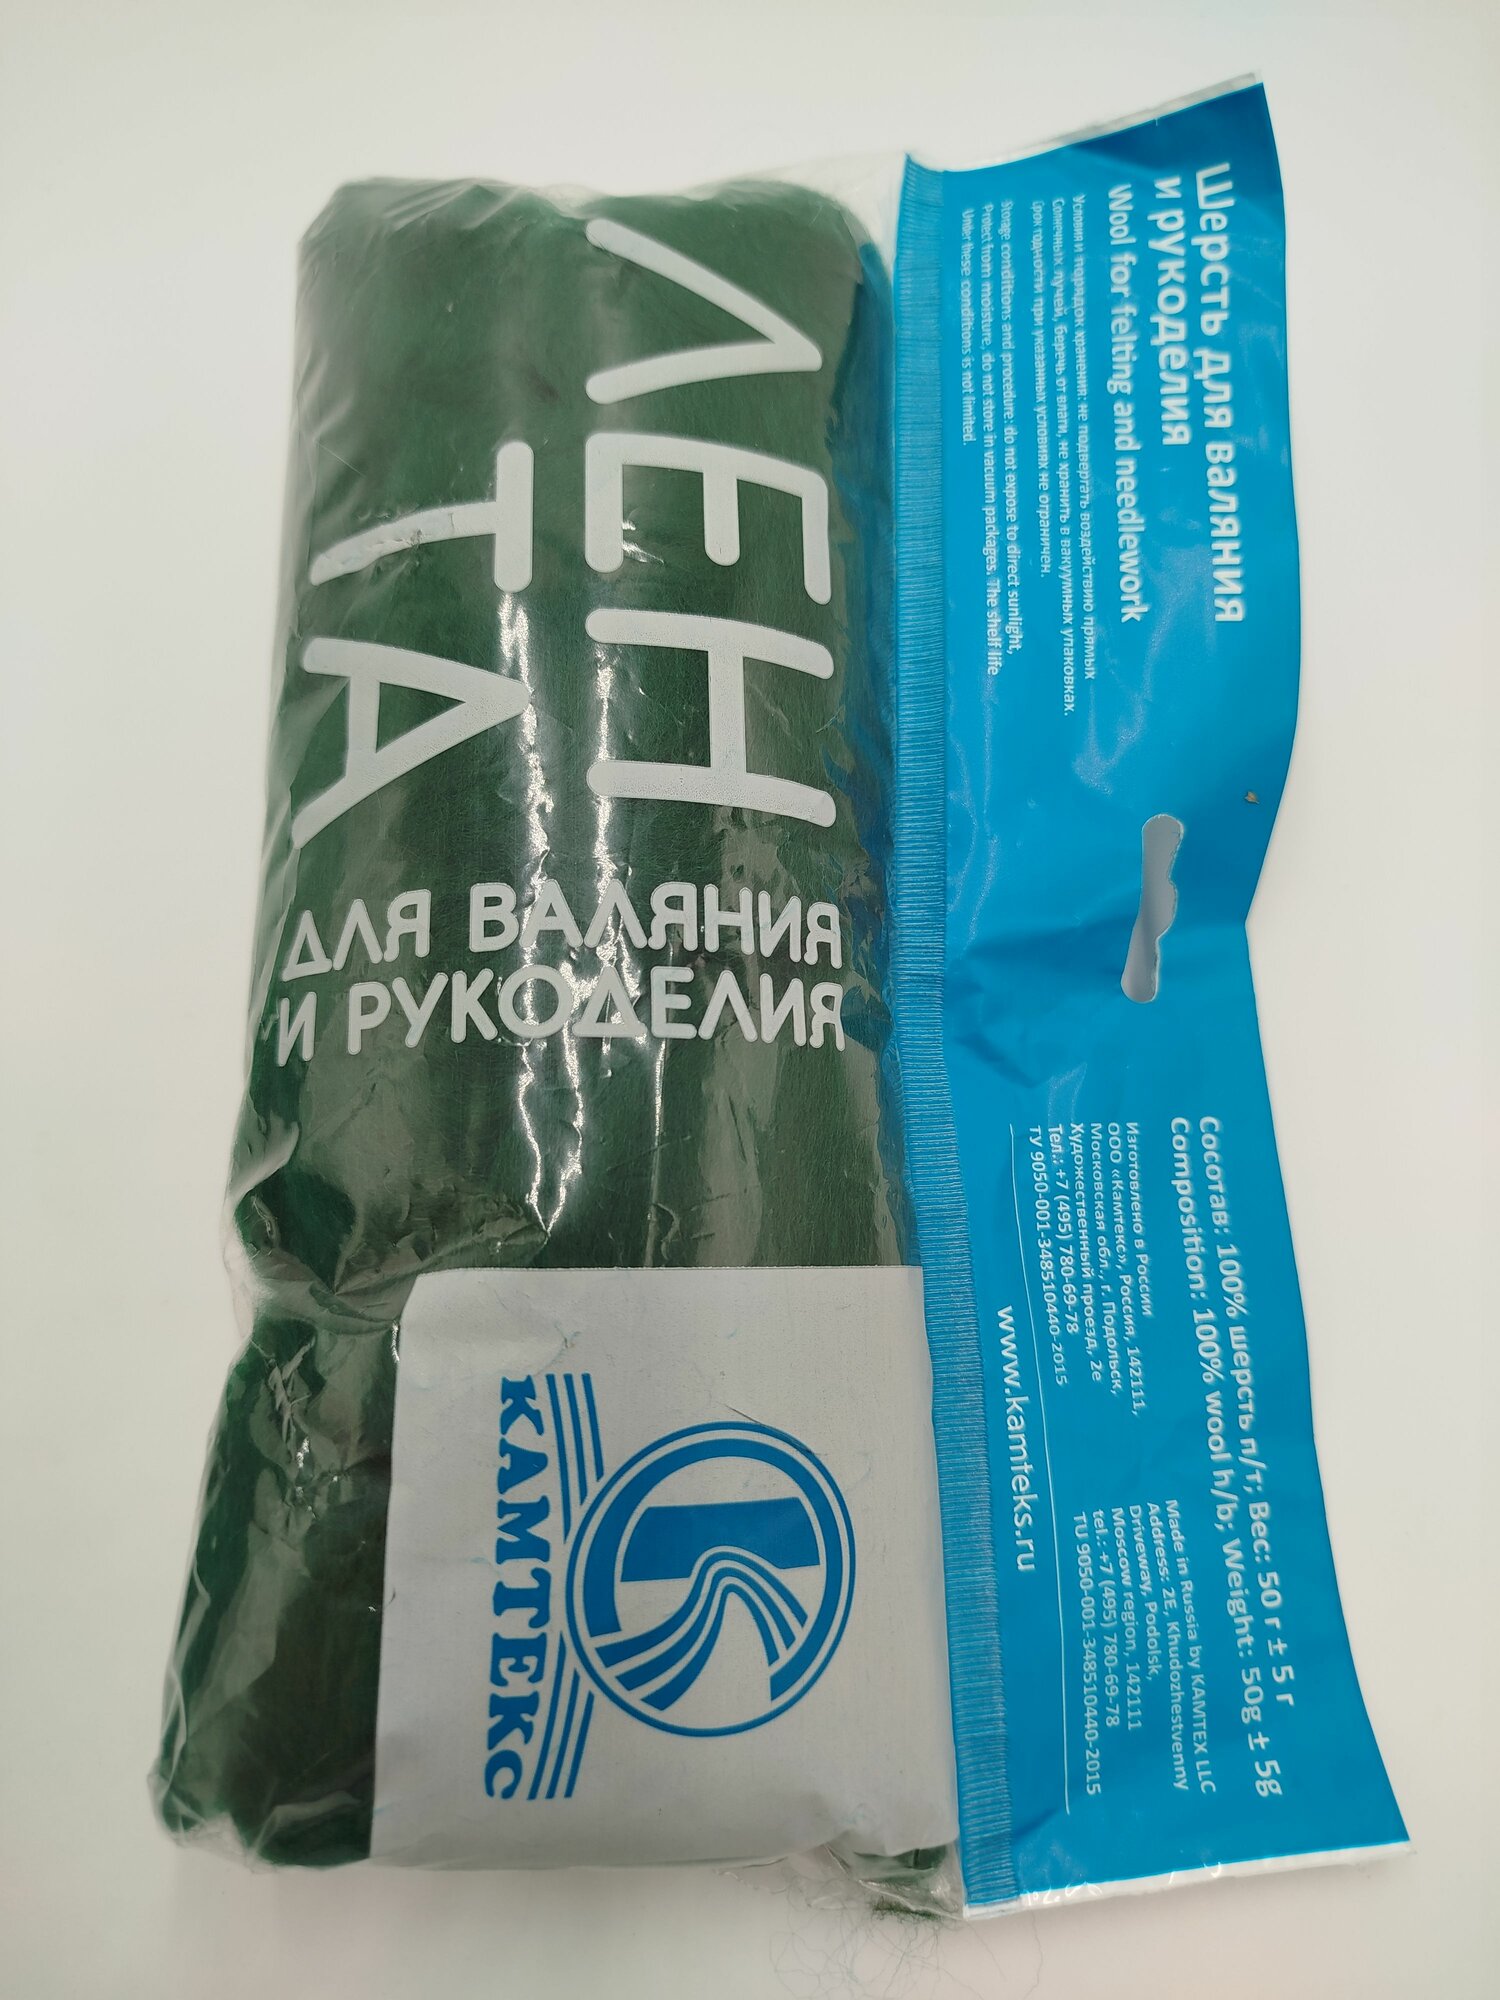 Шерсть для валяния
и рукоделия
Wool for felting and needlework
Условия и порядок хранения: не подвергать воздействию прямых
солнечных лучей, беречь от влаги, не хранить в вакуумных упаковках.
Срок годности при указанных условиях не ограничен.
Storage conditions and procedure: do not expose to direct sunlight,
Protect from moisture, do not store in vacuum packages. The shelf life
Under these conditions is not limited.
Состав: 100% шерсть п/т; Вес: 50 г ± 5 г
Composition: 100% wool h/b; Weight: 50g ± 5g
Изготовлено в России
ООО «Камтекс», Россия, 142111,
Московская обл., г. Подольск,
Художественный проезд, 2е
Тел.: +7 (495) 780-69-78
ТУ 9050-001-34851044­0-2015
Made in Russia by KAMTEX LLC
Address: 2E, Khudozhestvenny
Driveway, Podolsk,
Moscow region, 142111
tel.: +7 (495) 780-69-78
TU 9050-001-348510440-2015
www.kamteks.ru
ЛЕН
ТА
ДЛЯ ВАЛЯНИЯ
И РУКОДЕЛИЯ
КАМТЕКС